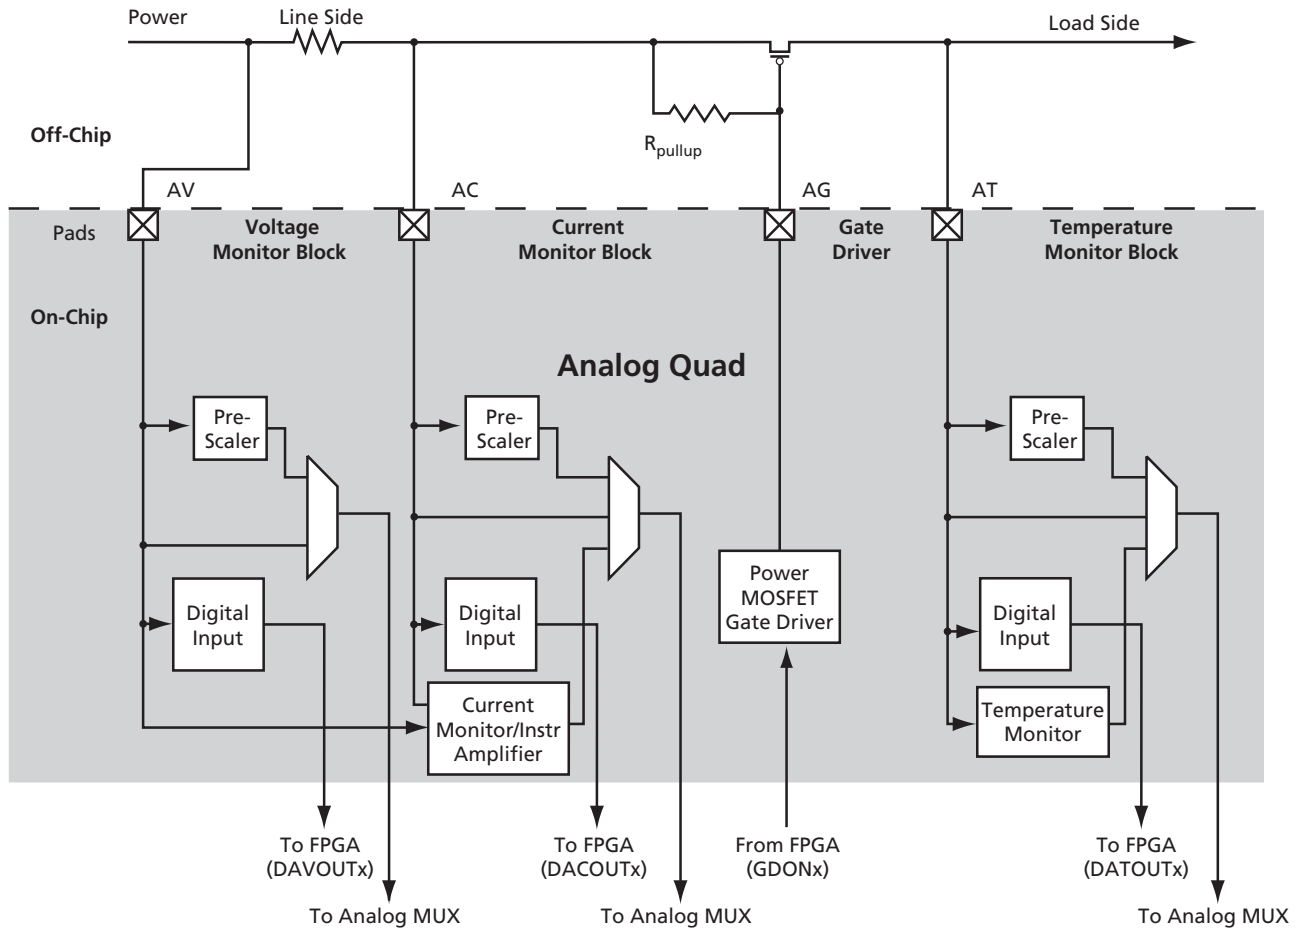 Power
Line Side
Load Side
Off-Chip
Rpullup
AV
AC
AG
AT
Pads
Voltage
Monitor Block
Current
Monitor Block
Gate
Driver
Temperature
Monitor Block
On-Chip
Analog Quad
Pre-
Scaler
Pre-
Scaler
Pre-
Scaler
Digital
Input
Digital
Input
Power
MOSFET
Gate Driver
Digital
Input
Current
Monitor/Instr
Amplifier
Temperature
Monitor
To FPGA
(DAVOUTx)
To FPGA
(DACOUTx)
From FPGA
(GDONx)
To FPGA
(DATOUTx)
To Analog MUX
To Analog MUX
To Analog MUX